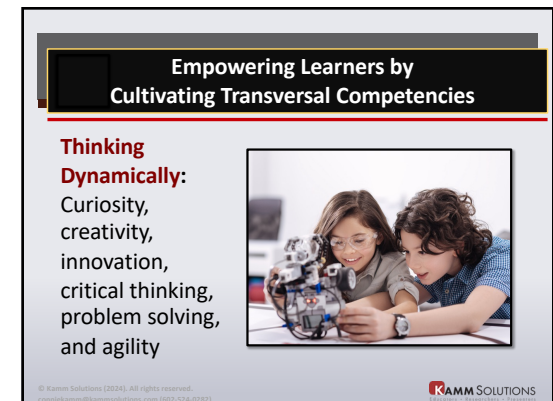 Empowering Learners by
Cultivating Transversal Competencies
Thinking
Dynamically:
Curiosity,
creativity,
innovation,
critical thinking,
problem solving,
and agility
© Kamm Solutions (2024). All rights reserved.
KAMM SOLUTIONS